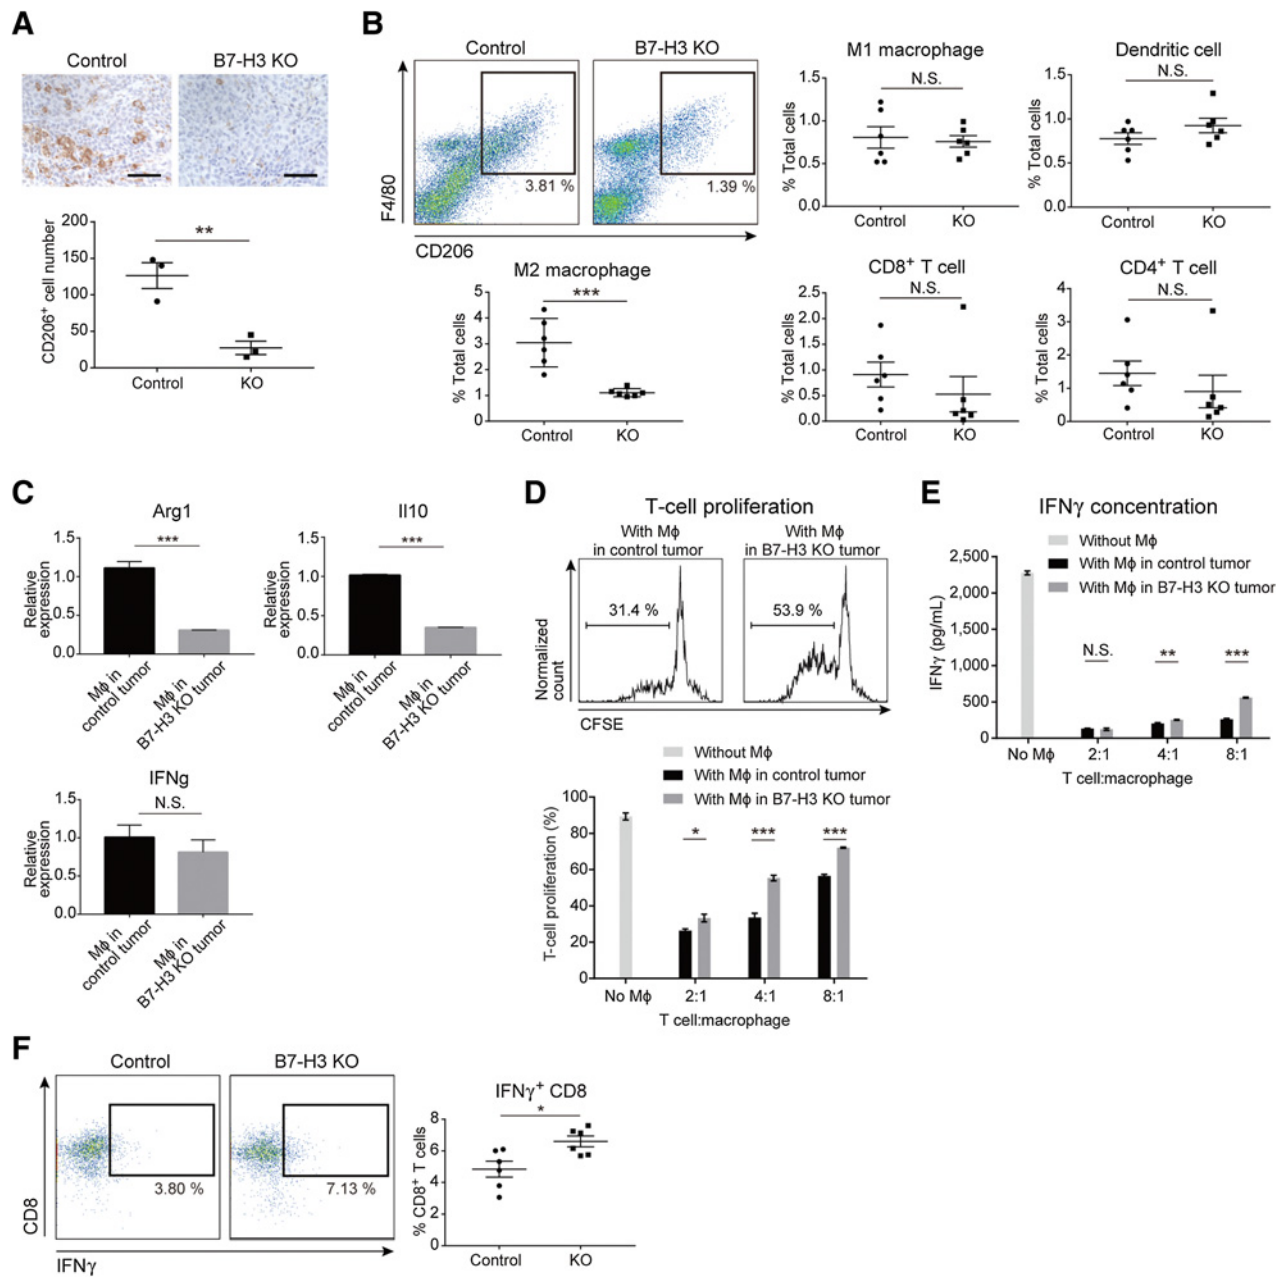 A
Control
B7-H3 KO
CD206⁺ cell number
200
150
100
50
0
**
Control
KO
B
Control
B7-H3 KO
F4/80
3.81 %
1.39 %
CD206
M2 macrophage
% Total cells
5
4
3
2
1
0
***
Control
KO
M1 macrophage
% Total cells
1.5
1.0
0.5
0.0
N.S.
Control
KO
Dendritic cell
% Total cells
1.5
1.0
0.5
0.0
N.S.
Control
KO
CD8⁺ T cell
% Total cells
2.5
2.0
1.5
1.0
0.5
0.0
N.S.
Control
KO
CD4⁺ T cell
% Total cells
4
3
2
1
0
N.S.
Control
KO
C
Arg1
Relative
expression
1.5
1.0
0.5
0.0
***
Mϕ in
control tumor
Mϕ in
B7-H3 KO tumor
Il10
Relative
expression
1.5
1.0
0.5
0.0
***
Mϕ in
control tumor
Mϕ in
B7-H3 KO tumor
IFNg
Relative
expression
1.5
1.0
0.5
0.0
N.S.
Mϕ in
control tumor
Mϕ in
B7-H3 KO tumor
D
T-cell proliferation
With Mϕ
in control tumor
With Mϕ
in B7-H3 KO tumor
Normalized
count
31.4 %
53.9 %
CFSE
Without Mϕ
With Mϕ in control tumor
With Mϕ in B7-H3 KO tumor
T-cell proliferation (%)
100
80
60
40
20
0
*
***
***
No Mϕ
2:1
4:1
8:1
T cell:macrophage
E
IFNγ concentration
Without Mϕ
With Mϕ in control tumor
With Mϕ in B7-H3 KO tumor
IFNγ (pg/mL)
2,500
2,000
1,500
1,000
500
0
N.S.
**
***
No Mϕ
2:1
4:1
8:1
T cell:macrophage
F
Control
B7-H3 KO
CD8
3.80 %
7.13 %
IFNγ
IFNγ⁺ CD8
% CD8⁺ T cells
8
6
4
2
0
*
Control
KO